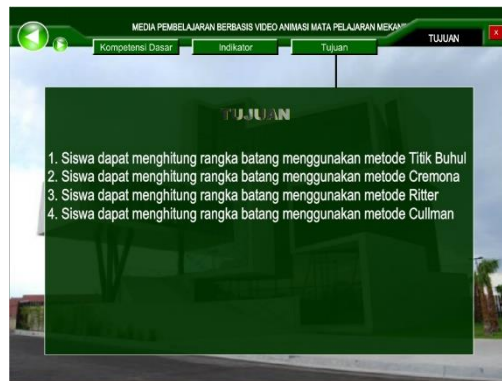 MEDIA PEMBELAJARAN BERBASIS VIDEO ANIMASI MATA PELAJARAN MEKAN
TUJUAN
x
Kompetensi Dasar
Indikator
Tujuan
TUJUAN
1. Siswa dapat menghitung rangka batang menggunakan metode Titik Buhul
2. Siswa dapat menghitung rangka batang menggunakan metode Cremona
3. Siswa dapat menghitung rangka batang menggunakan metode Ritter
4. Siswa dapat menghitung rangka batang menggunakan metode Cullman